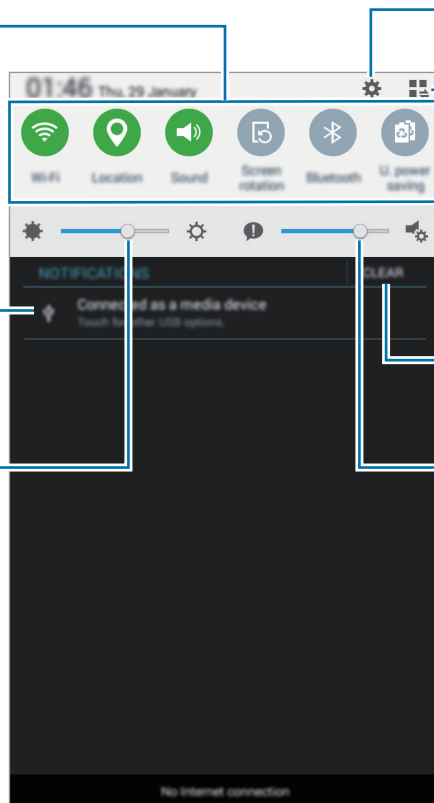 01:46 Thu, 29 January
Wi-Fi Location Sound Screen rotation Bluetooth U. power saving
NOTIFICATIONS CLEAR
Connected as a media device
Touch for other USB options
No Internet connection